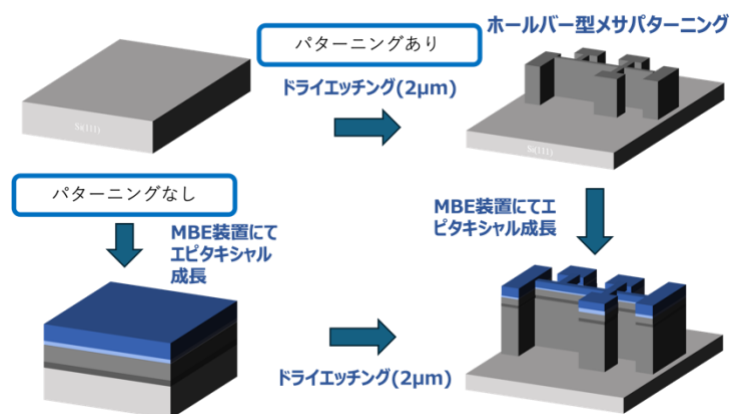 パターニングあり
ホールバー型メサパターニング
ドライエッチング(2μm)
パターニングなし
MBE装置にて
エピタキシャル
成長
MBE装置にてエ
ピタキシャル成長
ドライエッチング(2μm)